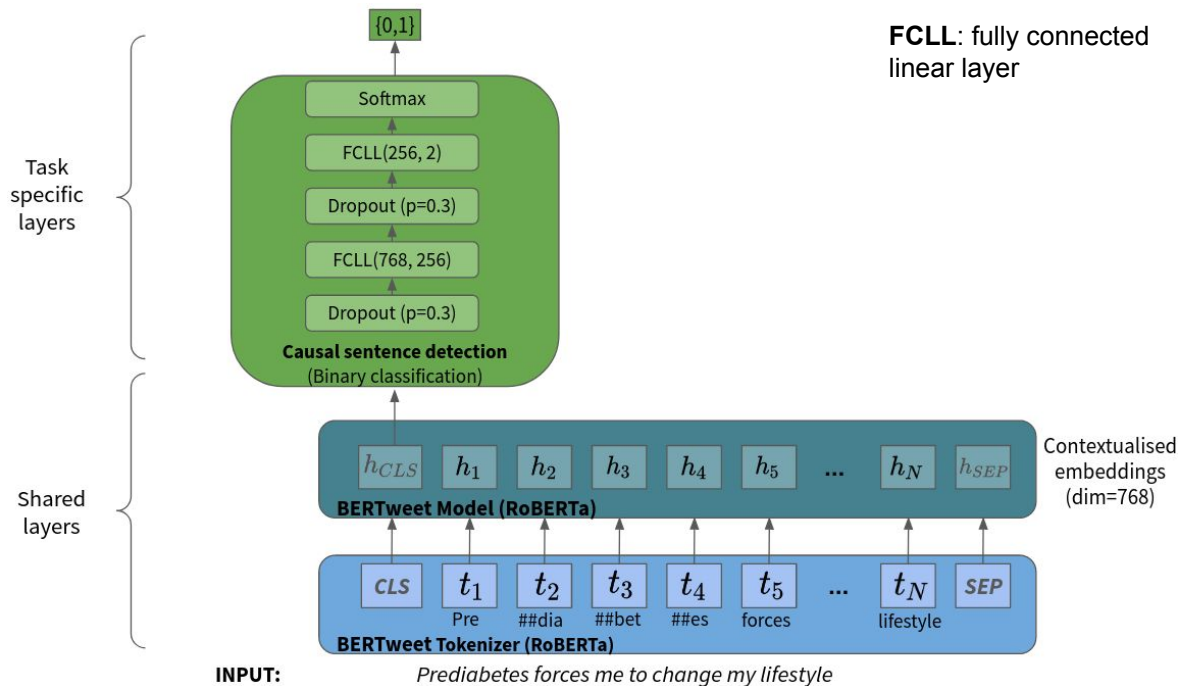 {0,1}
FCLL: fully connected
linear layer
Softmax
FCLL(256, 2)
Dropout (p=0.3)
FCLL(768, 256)
Dropout (p=0.3)
Causal sentence detection
(Binary classification)
Task
specific
layers
h_CLS h_1 h_2 h_3 h_4 h_5 ... h_N h_SEP
BERTweet Model (RoBERTa)
Contextualised
embeddings
(dim=768)
Shared
layers
CLS t_1 t_2 t_3 t_4 t_5 ... t_N SEP
Pre ##dia ##bet ##es forces lifestyle
BERTweet Tokenizer (RoBERTa)
INPUT: Prediabetes forces me to change my lifestyle